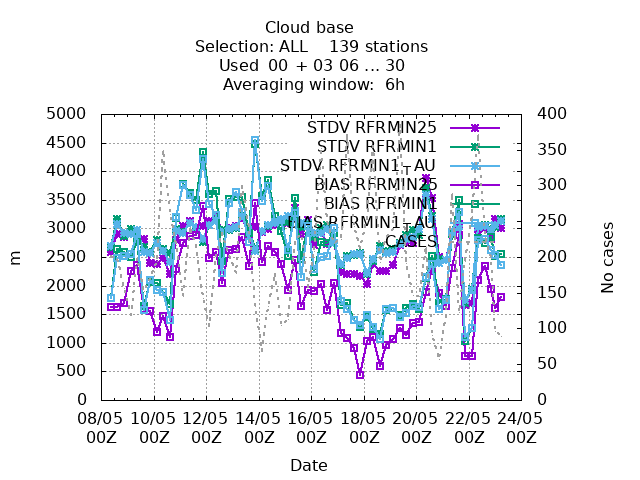 Cloud base
Selection: ALL 139 stations
Used 00 + 03 06 ... 30
Averaging window: 6h
5000
4500
4000
3500
3000
2500
2000
1500
1000
500
0
400
350
300
250
200
150
100
50
0
m
No cases
STDV RFRMIN25
STDV RFRMIN1
STDV RFRMIN1_AU
BIAS RFRMIN25
BIAS RFRMIN1
BIAS RFRMIN1_AU
CASES
08/05 10/05 12/05 14/05 16/05 18/05 20/05 22/05 24/05
00Z 00Z 00Z 00Z 00Z 00Z 00Z 00Z 00Z
Date